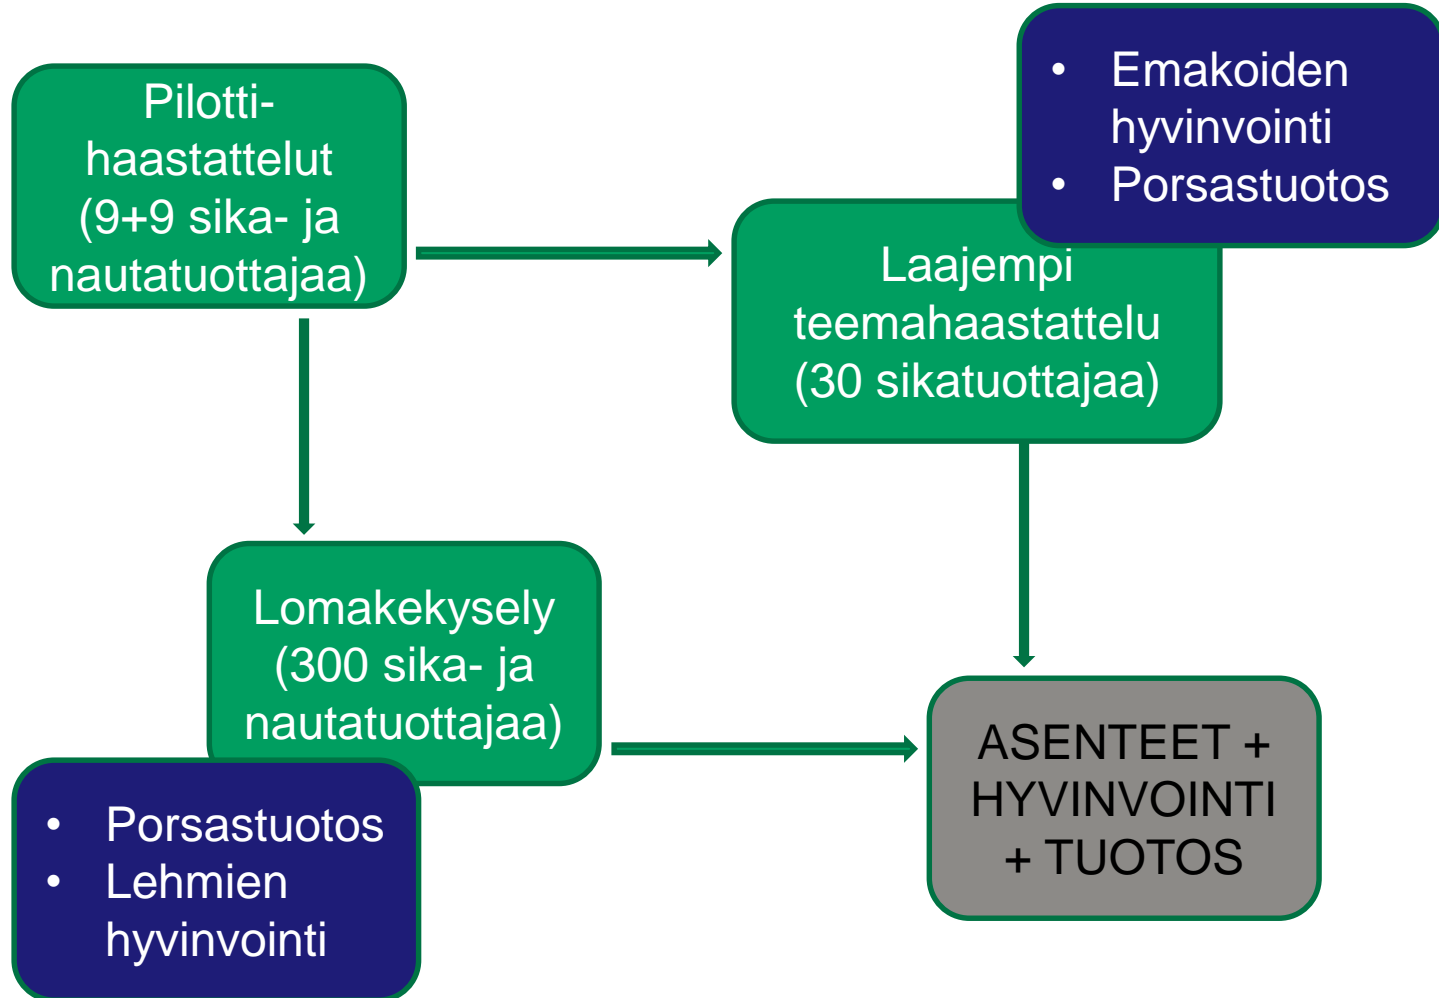 Pilotti-
haastattelut
(9+9 sika- ja
nautatuottajaa)
• Emakoiden
hyvinvointi
• Porsastuotos
Laajempi
teemahaastattelu
(30 sikatuottajaa)
Lomakekysely
(300 sika- ja
nautatuottajaa)
• Porsastuotos
• Lehmien
hyvinvointi
ASENTEET +
HYVINVOINTI
+ TUOTOS